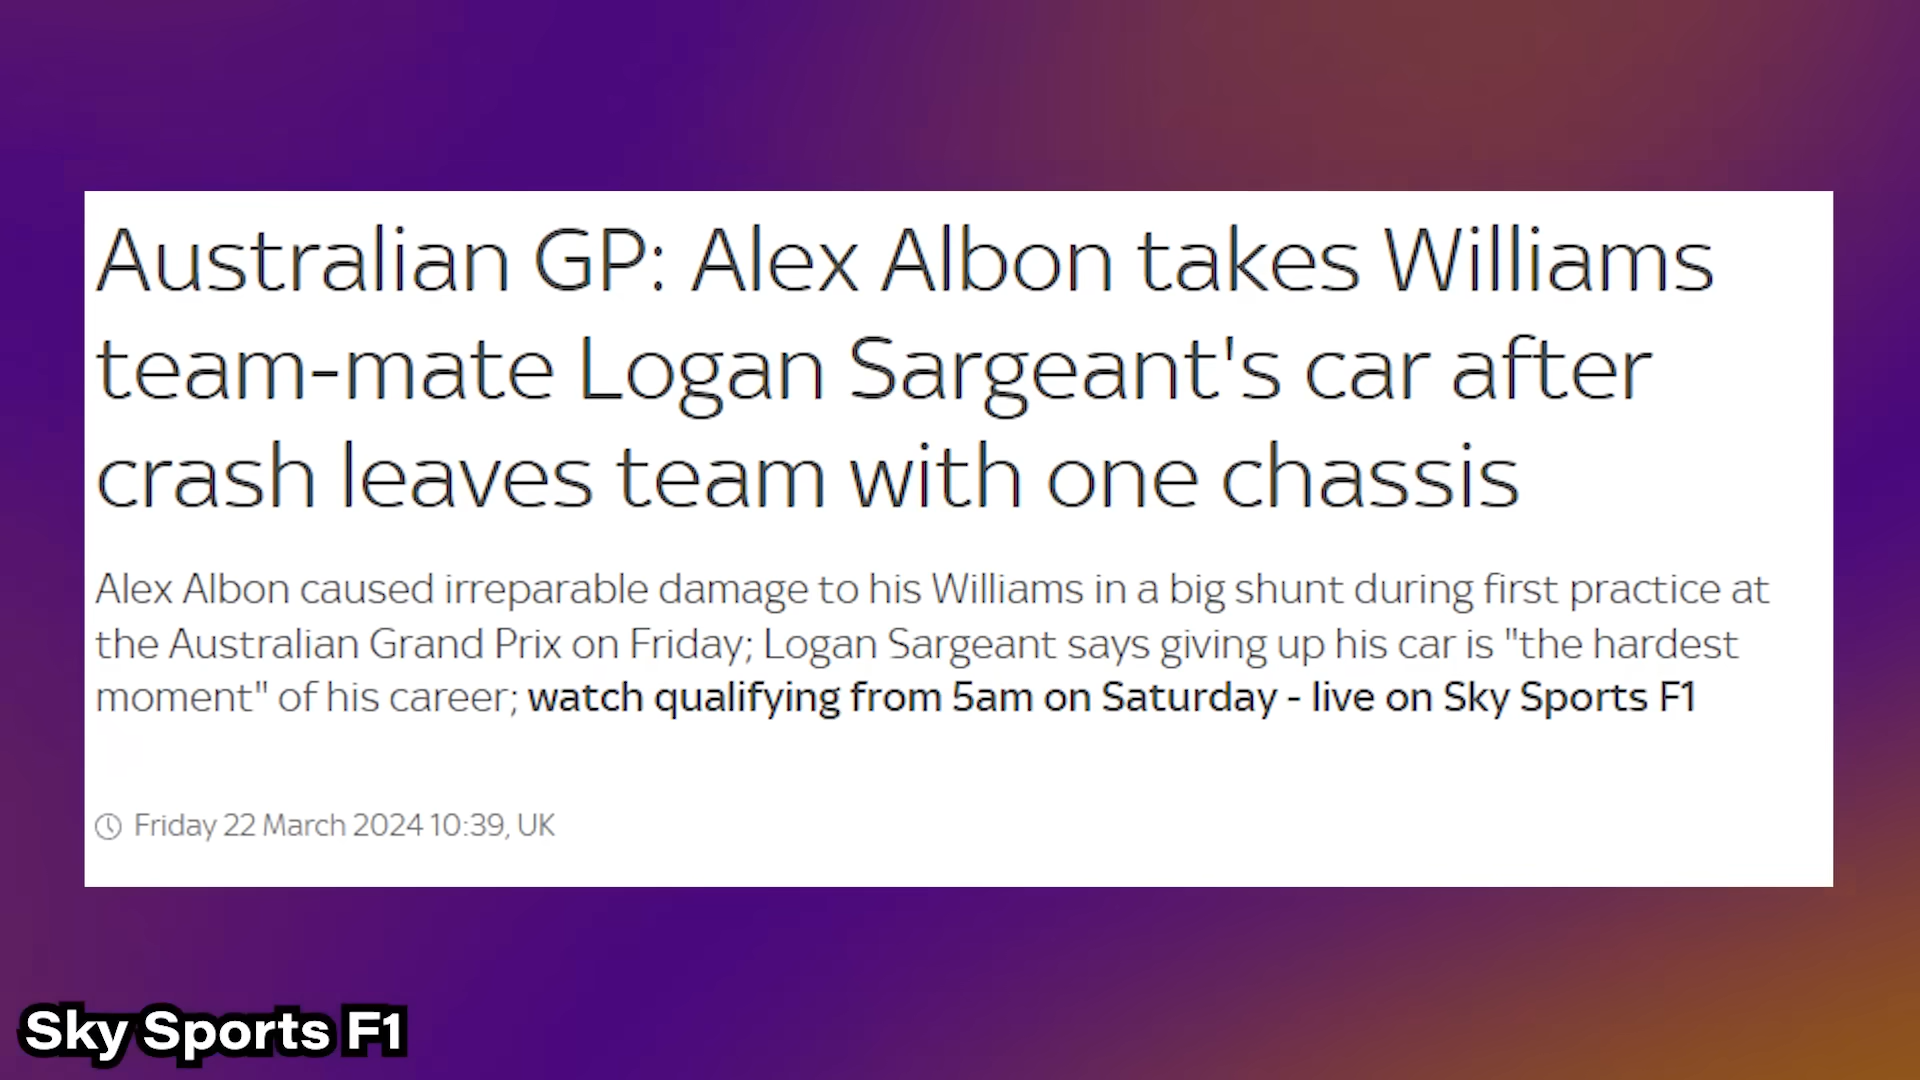 Australian GP: Alex Albon takes Williams
team-mate Logan Sargeant's car after
crash leaves team with one chassis
Alex Albon caused irreparable damage to his Williams in a big shunt during first practice at
the Australian Grand Prix on Friday; Logan Sargeant says giving up his car is "the hardest
moment" of his career; watch qualifying from 5am on Saturday - live on Sky Sports F1
Friday 22 March 2024 10:39, UK
Sky Sports F1